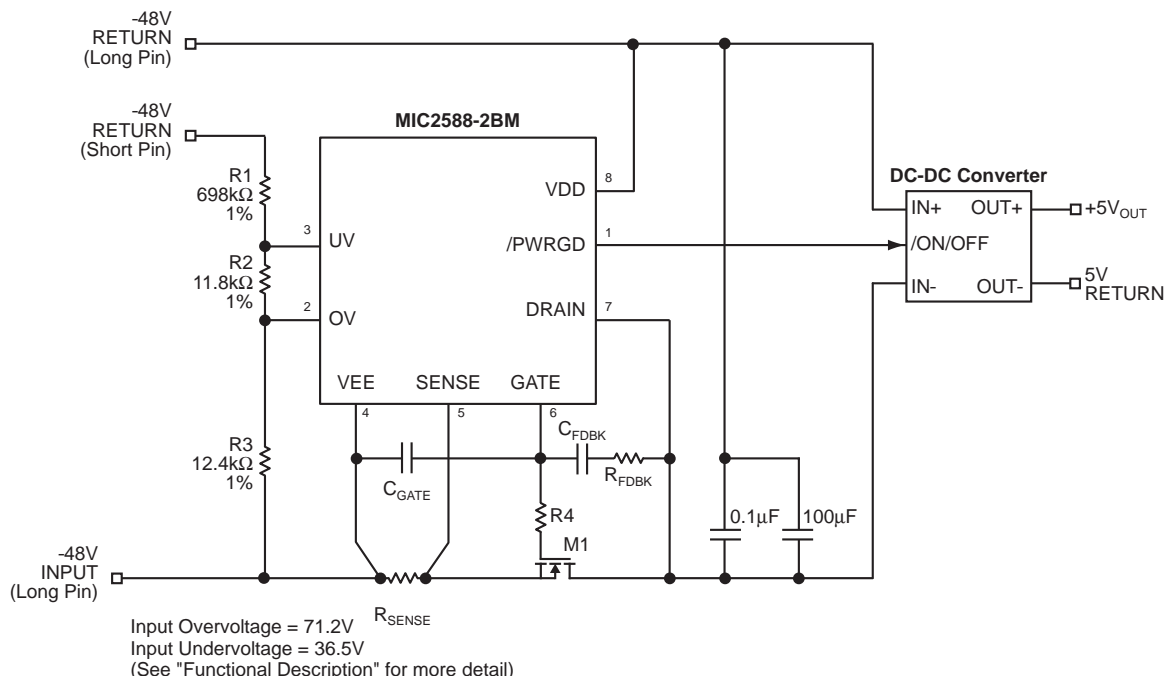 -48V
RETURN
(Long Pin)
-48V
RETURN
(Short Pin)
MIC2588-2BM
R1
698kΩ
1%
3
UV
VDD
8
DC-DC Converter
IN+
OUT+
+5VOUT
R2
11.8kΩ
1%
/PWRGD
1
/ON/OFF
2
OV
DRAIN
7
IN-
OUT-
5V
RETURN
VEE
SENSE
GATE
4
5
6
R3
12.4kΩ
1%
CGATE
CFDBK
RFDBK
R4
M1
0.1µF
100µF
-48V
INPUT
(Long Pin)
RSENSE
Input Overvoltage = 71.2V
Input Undervoltage = 36.5V
(See "Functional Description" for more detail)